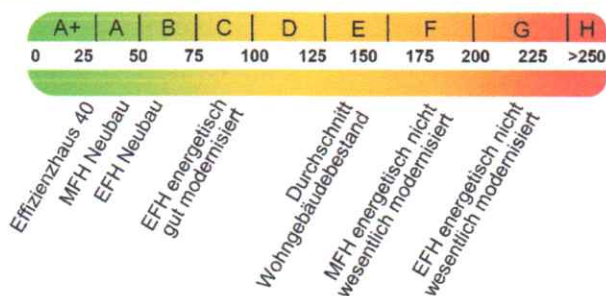 A+ A B C D E F G H
0 25 50 75 100 125 150 175 200 225 >250
Effizienzhaus 40
MFH Neubau
EFH Neubau
EFH energetisch
gut modernisiert
Durchschnitt
Wohngebäudebestand
MFH energetisch nicht
wesentlich modernisiert
EFH energetisch nicht
wesentlich modernisiert